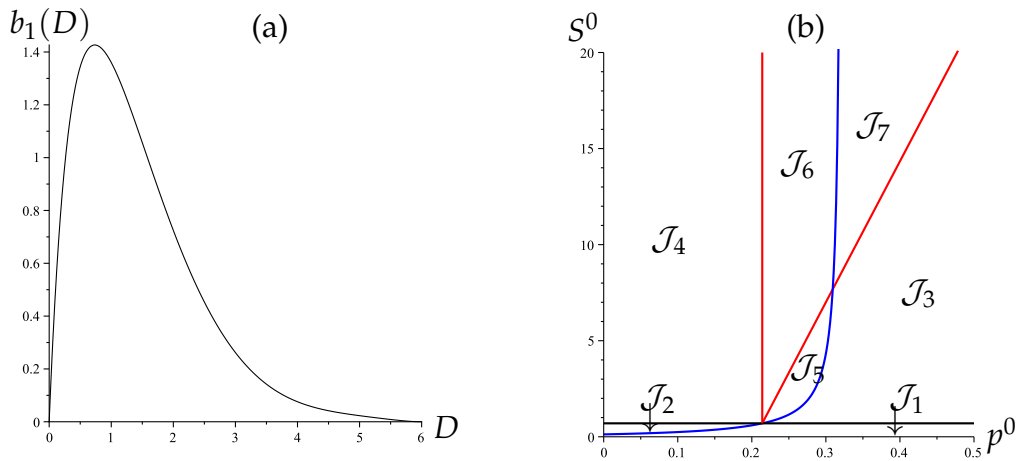 b₁(D)
(a)
1.4
1.2
1
0.8
0.6
0.4
0.2
0
0 1 2 3 4 5 6
D
S⁰
(b)
20
15
10
5
0
𝒥₇
𝒥₆
𝒥₄
𝒥₃
𝒥₅
𝒥₂
𝒥₁
0 0.1 0.2 0.3 0.4 0.5
p⁰